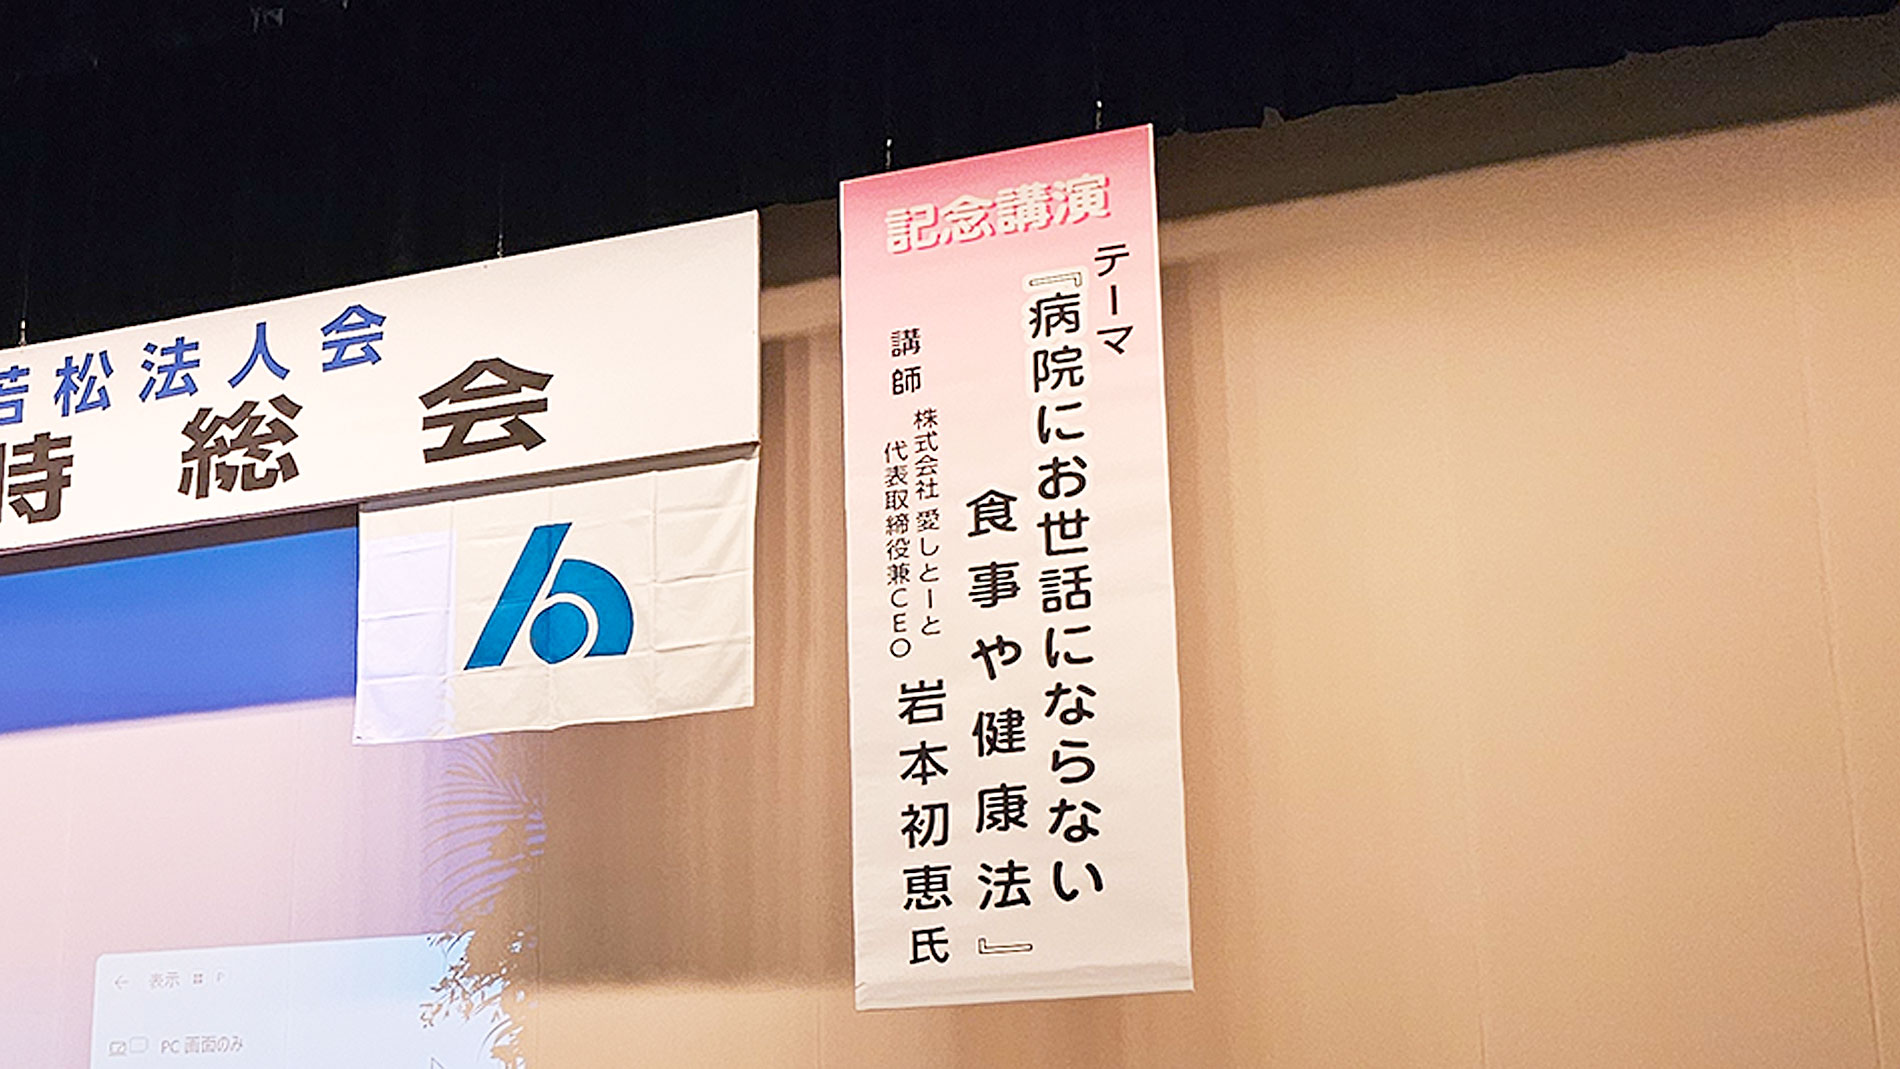 若松法人会
時総会
記念講演
テーマ
『病院にお世話にならない
食事や健康法』
講師
株式会社 愛しとーと
代表取締役兼CEO
岩本初恵氏
← 表示
PC 画面のみ